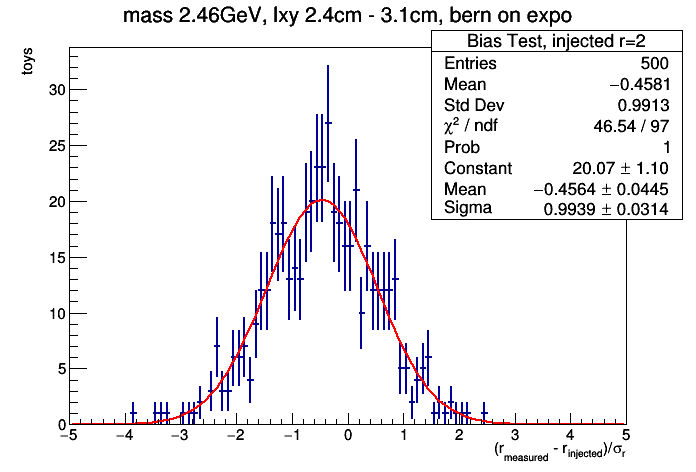 mass 2.46GeV, lxy 2.4cm - 3.1cm, bern on expo
Bias Test, injected r=2
Entries 500
Mean −0.4581
Std Dev 0.9913
χ² / ndf 46.54 / 97
Prob 1
Constant 20.07 ± 1.10
Mean −0.4564 ± 0.0445
Sigma 0.9939 ± 0.0314
toys
30
25
20
15
10
5
0
−5 −4 −3 −2 −1 0 1 2 3 4 5
(r_measured - r_injected)/σ_r